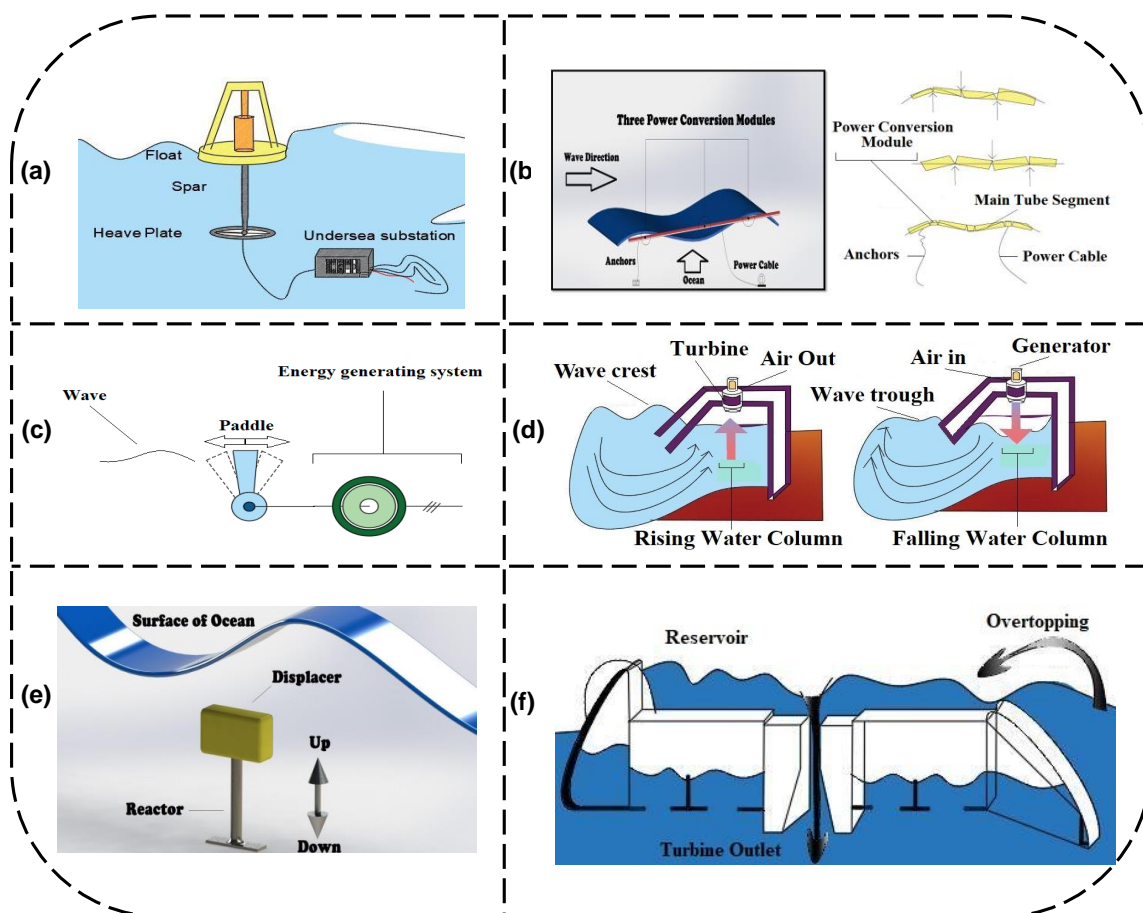 (a)
Float
Spar
Heave Plate
Undersea substation
(b)
Three Power Conversion Modules
Wave Direction
Anchors
Power Cable
Ocean
Power Conversion
Module
Main Tube Segment
Anchors
Power Cable
(c)
Energy generating system
Wave
Paddle
(d)
Turbine
Air Out
Wave crest
Rising Water Column
Generator
Air in
Wave trough
Falling Water Column
(e)
Surface of Ocean
Displacer
Up
Reactor
Down
(f)
Reservoir
Overtopping
Turbine Outlet